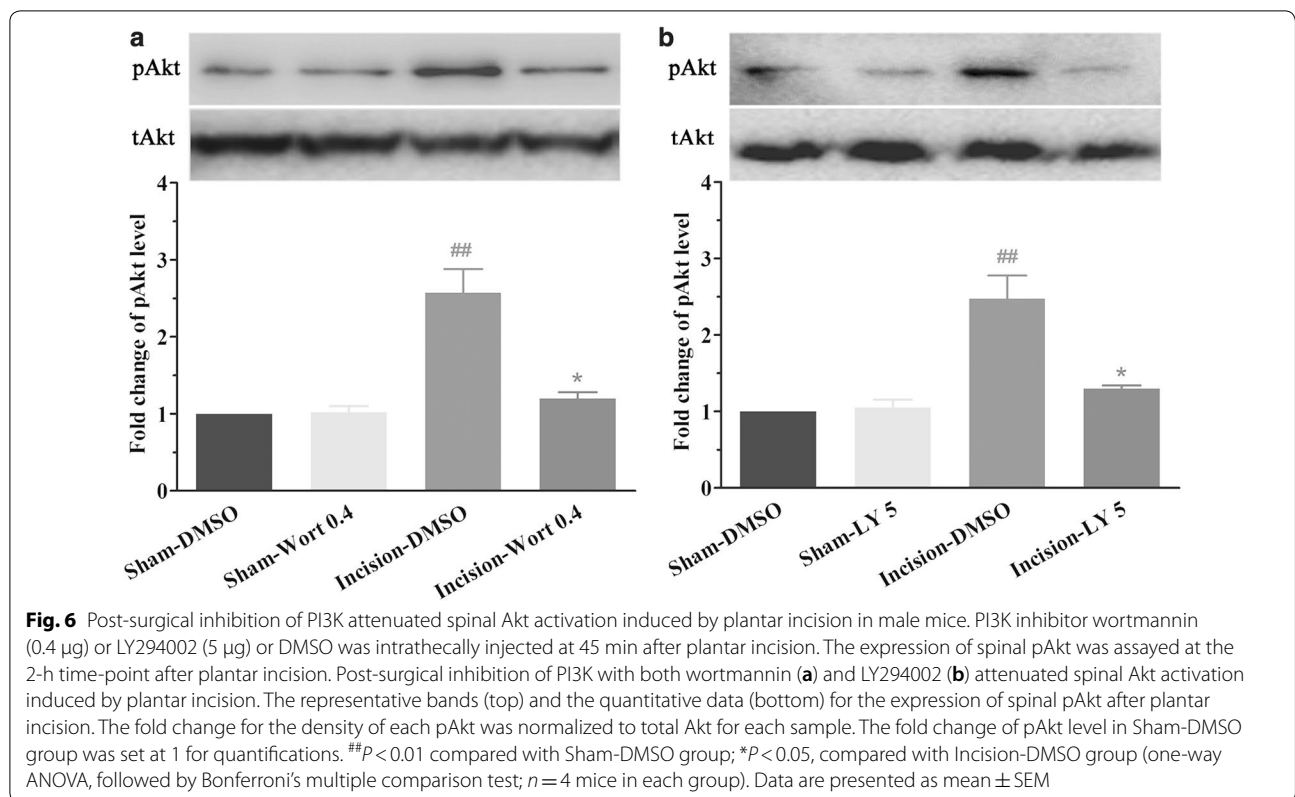 a
pAkt
tAkt
4
3
2
1
0
Fold change of pAkt level
##
*
Sham-DMSO
Sham-Wort 0.4
Incision-DMSO
Incision-Wort 0.4
b
pAkt
tAkt
4
3
2
1
0
Fold change of pAkt level
##
*
Sham-DMSO
Sham-LY 5
Incision-DMSO
Incision-LY 5
Fig. 6 Post-surgical inhibition of PI3K attenuated spinal Akt activation induced by plantar incision in male mice. PI3K inhibitor wortmannin
(0.4 µg) or LY294002 (5 µg) or DMSO was intrathecally injected at 45 min after plantar incision. The expression of spinal pAkt was assayed at the
2-h time-point after plantar incision. Post-surgical inhibition of PI3K with both wortmannin (a) and LY294002 (b) attenuated spinal Akt activation
induced by plantar incision. The representative bands (top) and the quantitative data (bottom) for the expression of spinal pAkt after plantar
incision. The fold change for the density of each pAkt was normalized to total Akt for each sample. The fold change of pAkt level in Sham-DMSO
group was set at 1 for quantifications. ##P < 0.01 compared with Sham-DMSO group; *P < 0.05, compared with Incision-DMSO group (one-way
ANOVA, followed by Bonferroni's multiple comparison test; n = 4 mice in each group). Data are presented as mean ± SEM